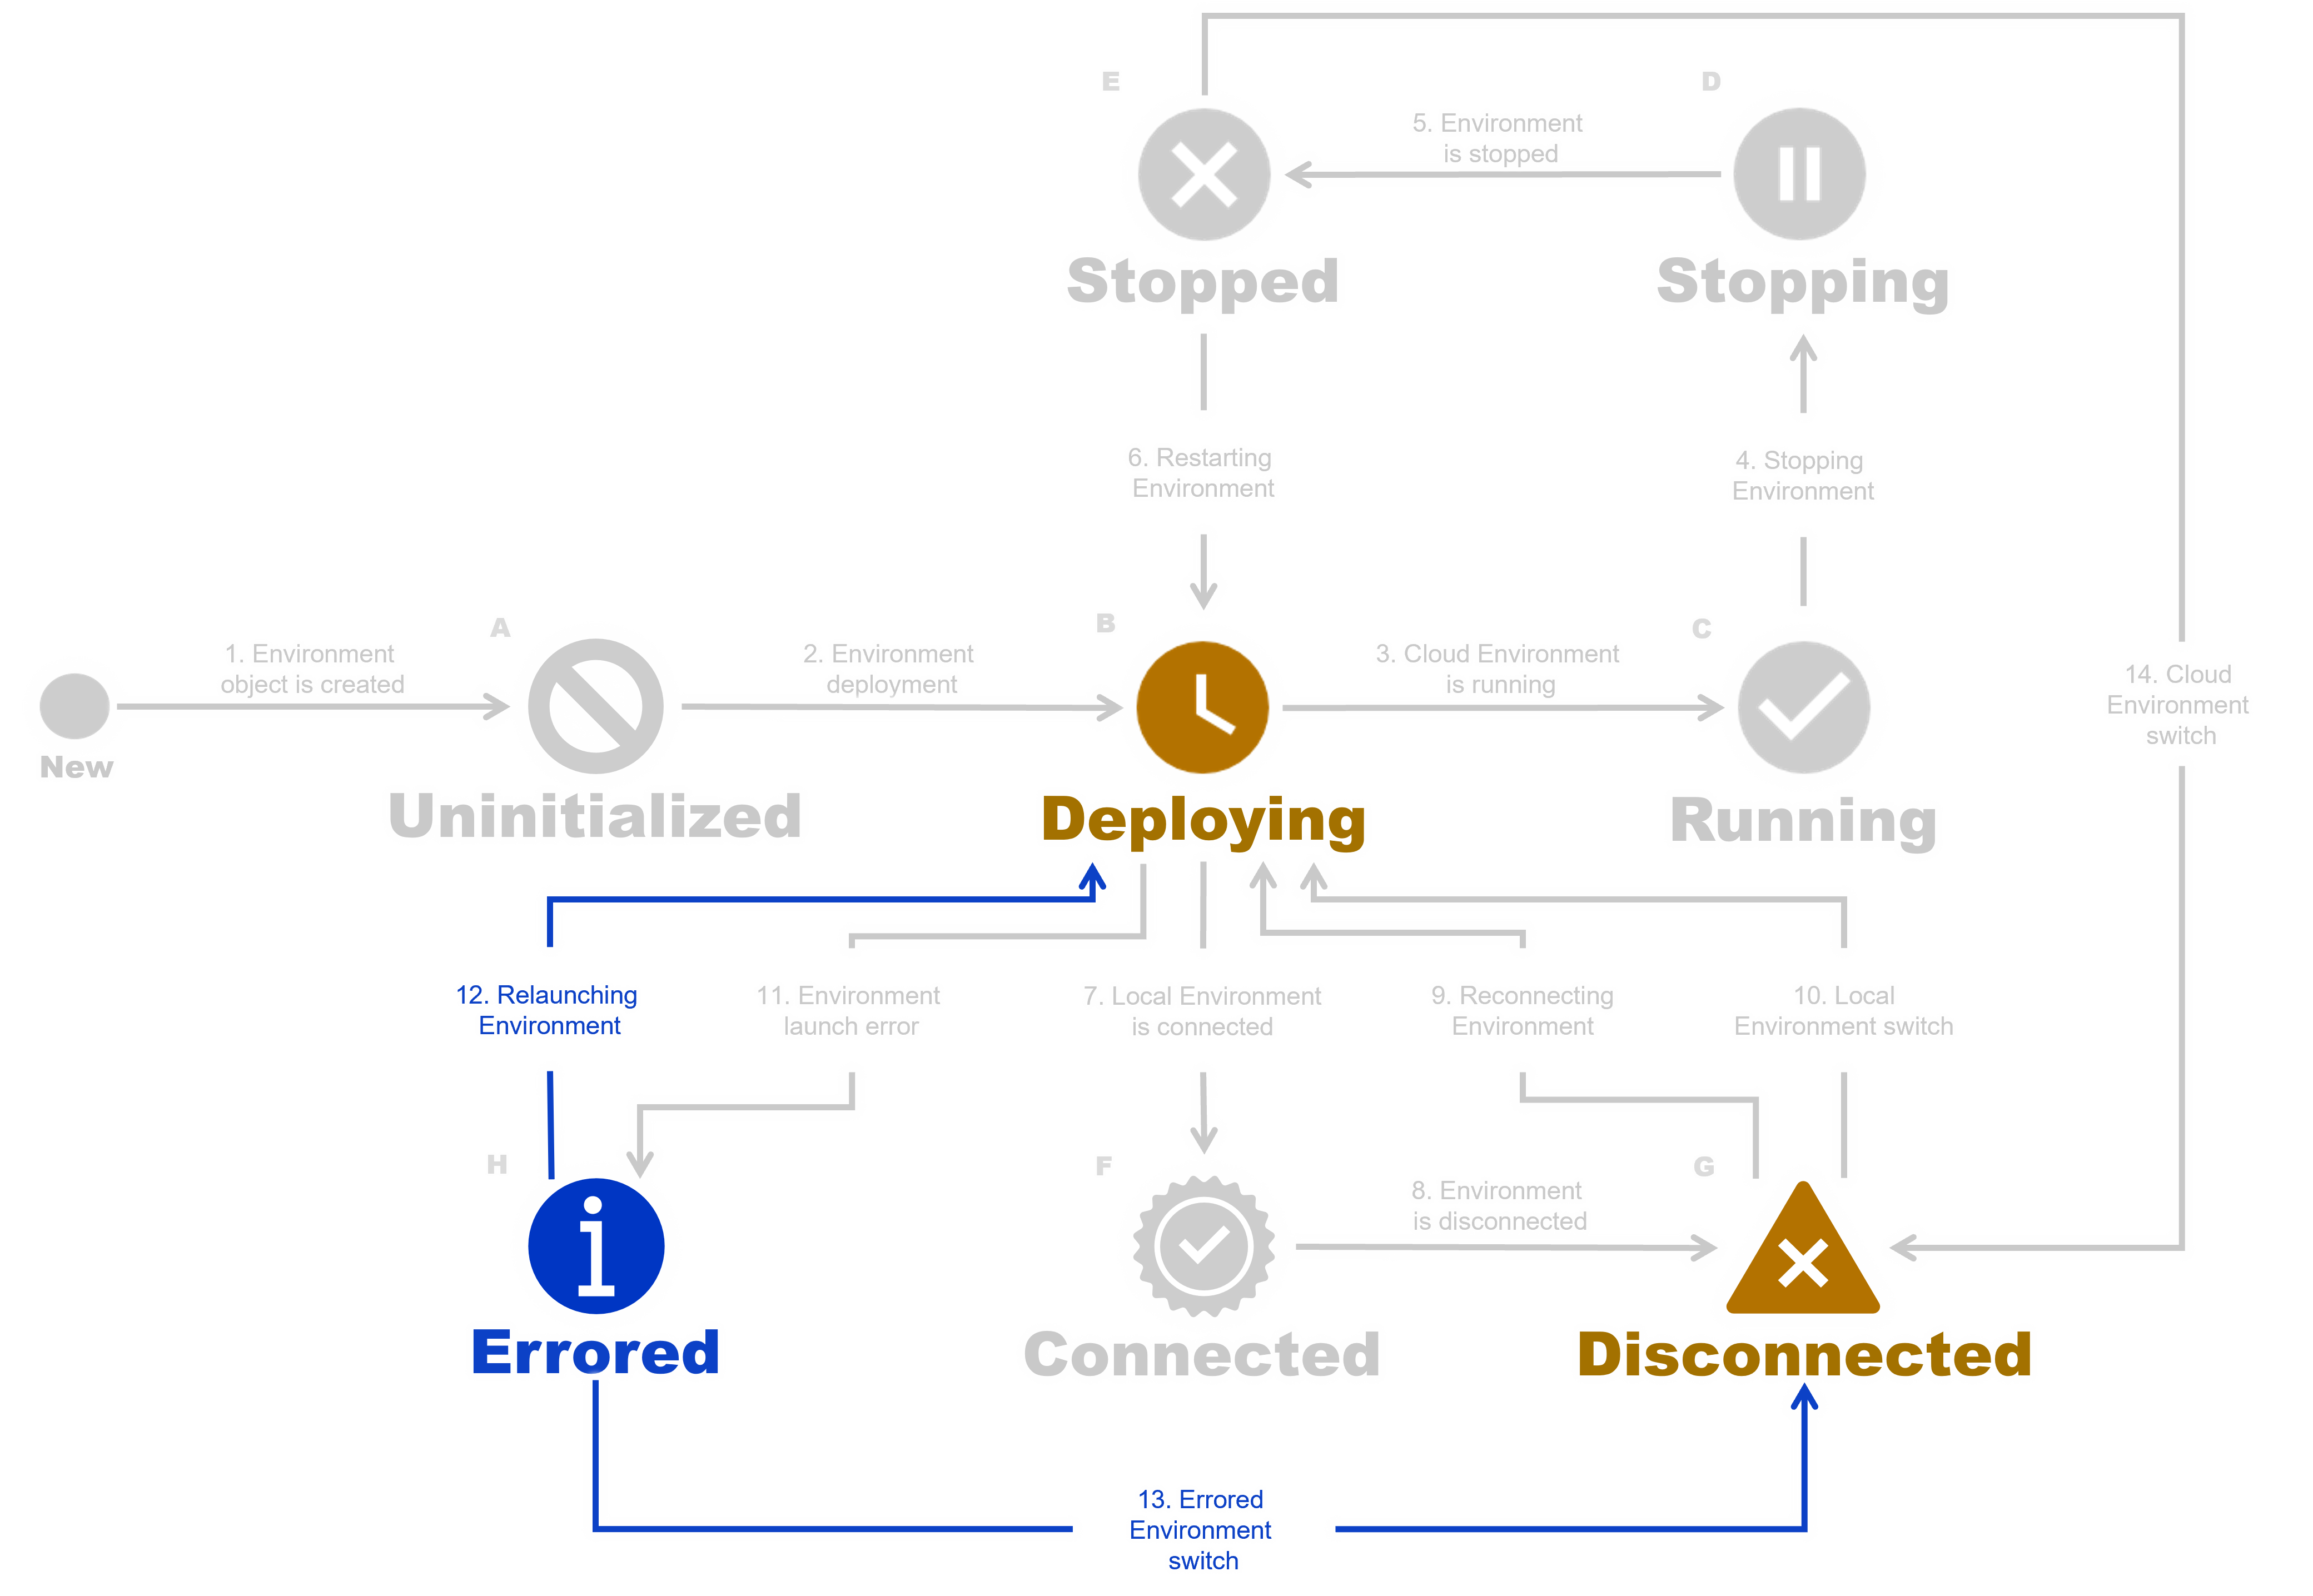 E
D
5. Environment
is stopped
Stopped
Stopping
6. Restarting
Environment
4. Stopping
Environment
A
B
C
1. Environment
object is created
2. Environment
deployment
3. Cloud Environment
is running
14. Cloud
Environment
switch
New
Uninitialized
Deploying
Running
12. Relaunching
Environment
11. Environment
launch error
7. Local Environment
is connected
9. Reconnecting
Environment
10. Local
Environment switch
H
F
G
8. Environment
is disconnected
i
Errored
Connected
Disconnected
13. Errored
Environment
switch